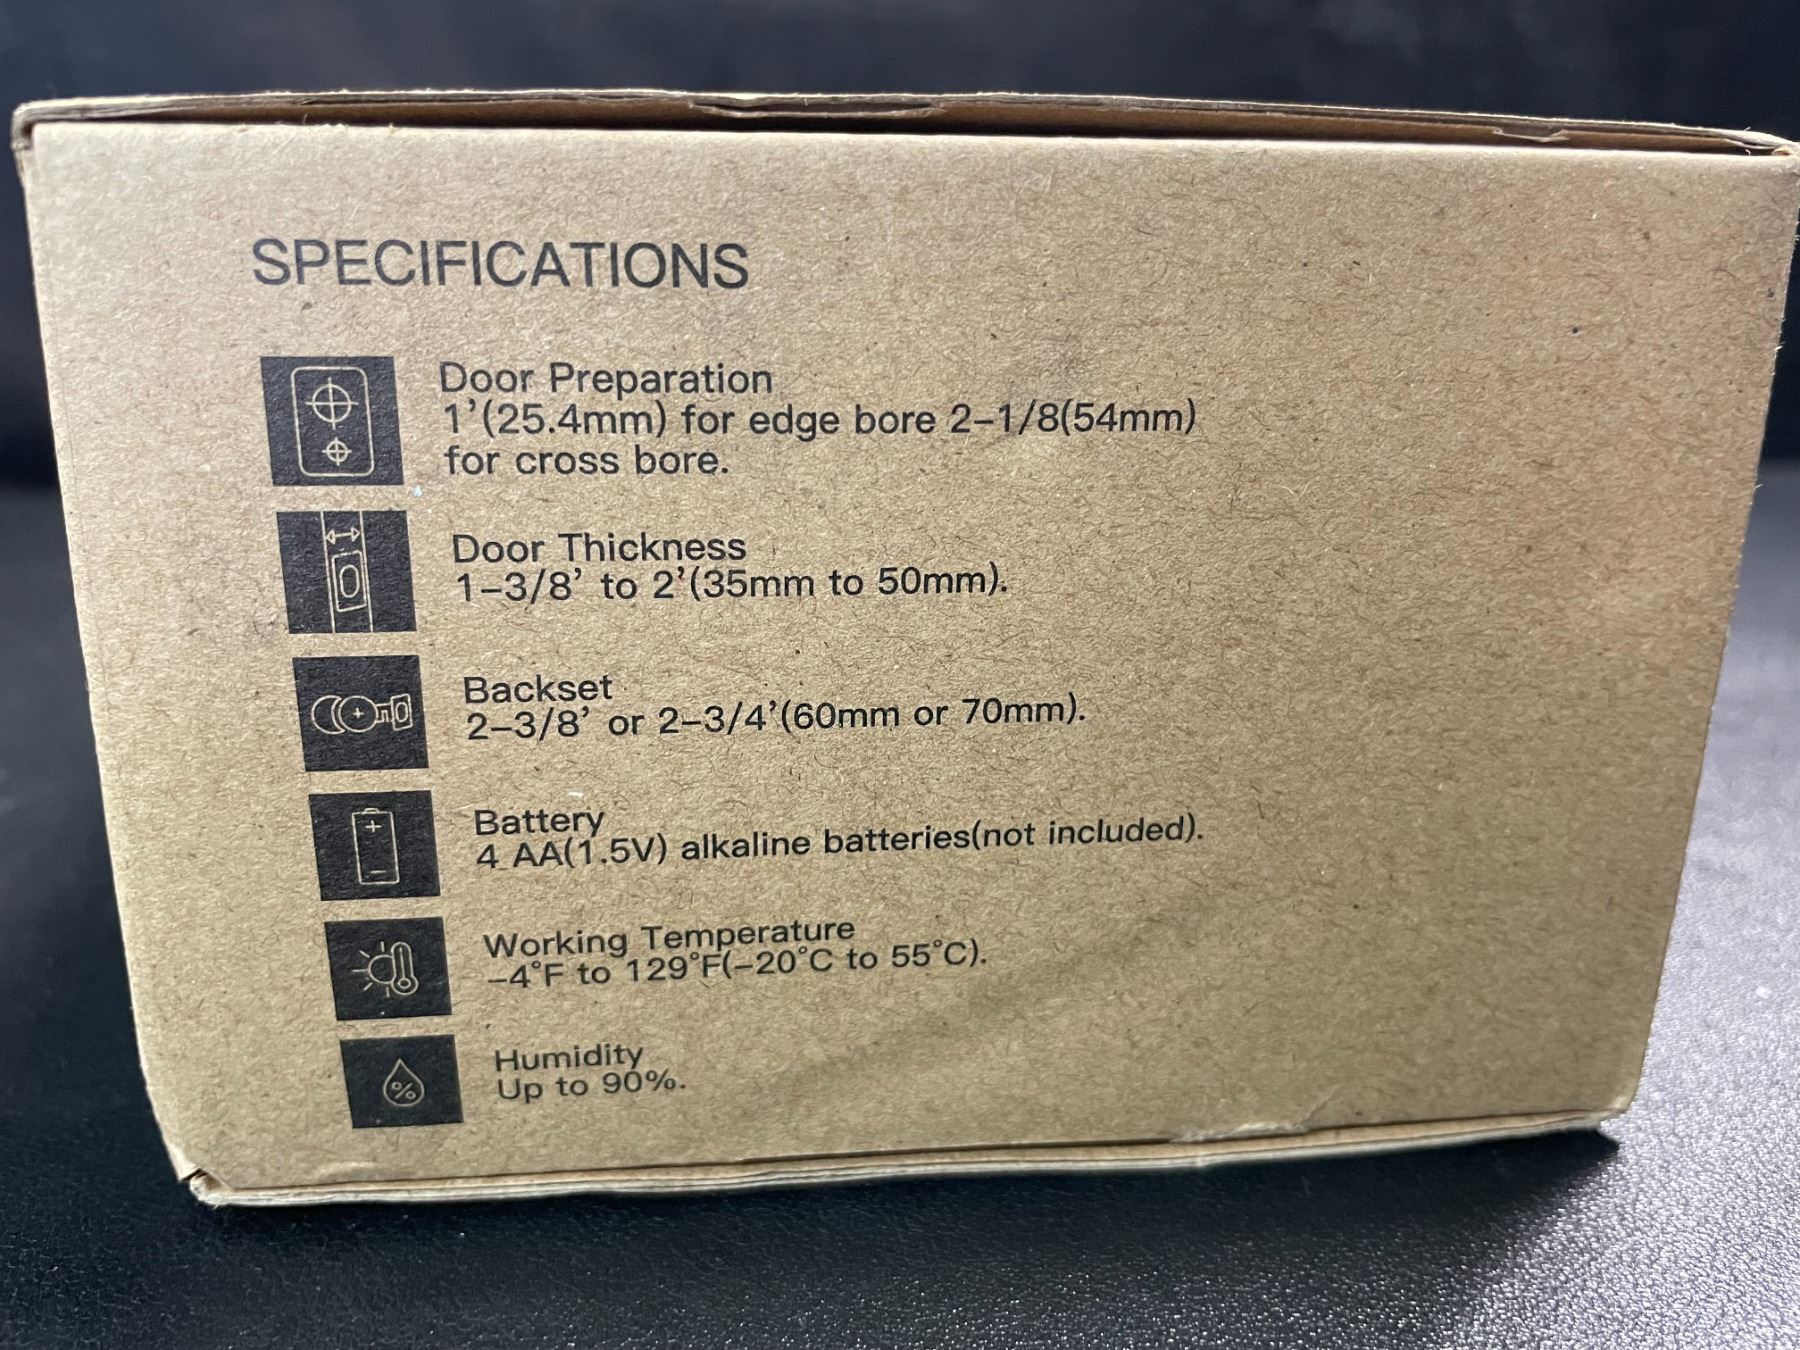 SPECIFICATIONS
Door Preparation
1’(25.4mm) for edge bore 2–1/8(54mm)
for cross bore.
Door Thickness
1–3/8’ to 2’(35mm to 50mm).
Backset
2–3/8’ or 2–3/4’(60mm or 70mm).
Battery
4 AA(1.5V) alkaline batteries(not included).
Working Temperature
–4°F to 129°F(–20°C to 55°C).
%
Humidity
Up to 90%.